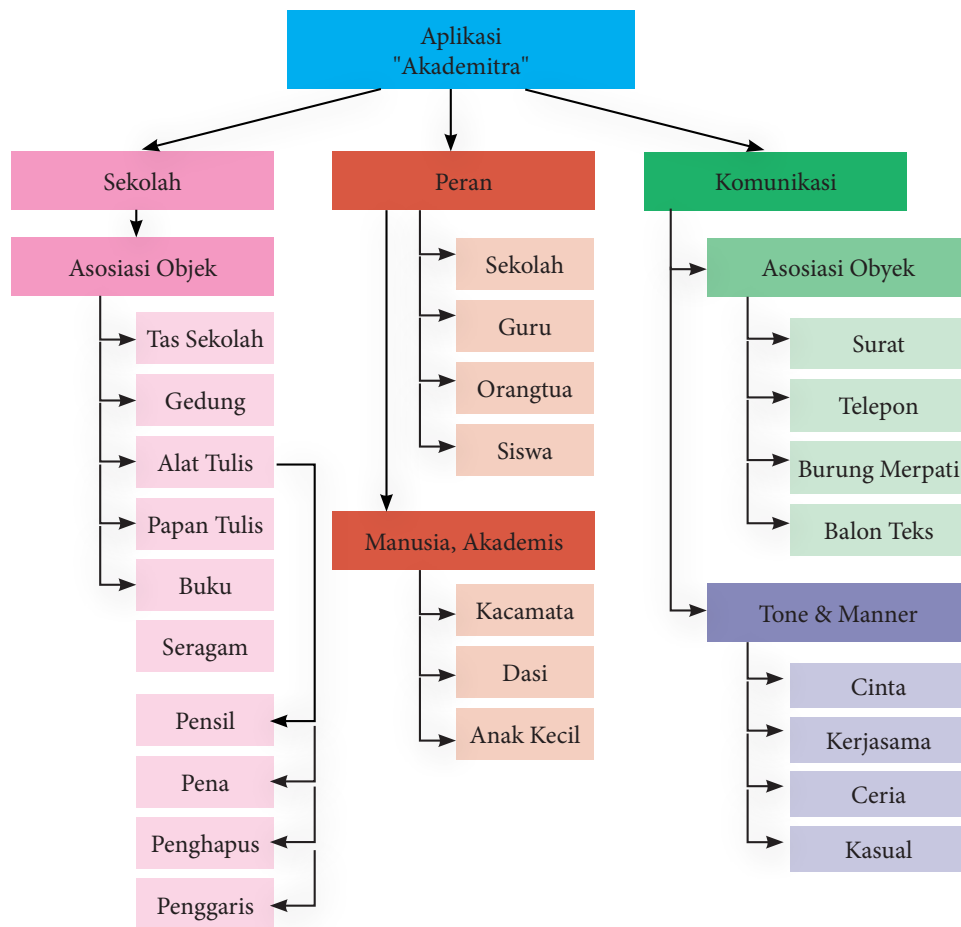 Aplikasi
"Akademitra"
Sekolah
Asosiasi Objek
Tas Sekolah
Gedung
Alat Tulis
Papan Tulis
Buku
Seragam
Pensil
Pena
Penghapus
Penggaris
Peran
Sekolah
Guru
Orangtua
Siswa
Manusia, Akademis
Kacamata
Dasi
Anak Kecil
Komunikasi
Asosiasi Obyek
Surat
Telepon
Burung Merpati
Balon Teks
Tone & Manner
Cinta
Kerjasama
Ceria
Kasual